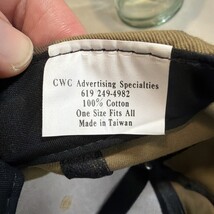 CWC Advertising Specialties
619 249-4982
100% Cotton
One Size Fits All
Made in Taiwan